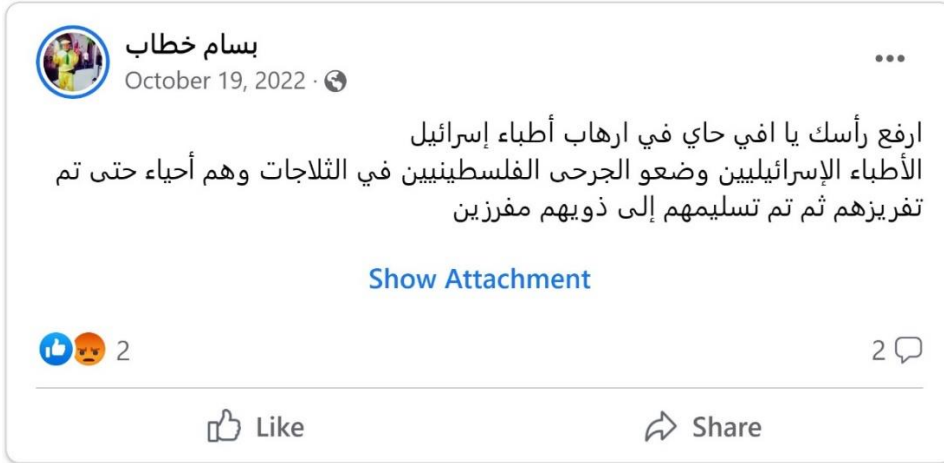 بسام خطاب
October 19, 2022 ·
ارفع رأسك يا افي حاي في ارهاب أطباء إسرائيل
الأطباء الإسرائيليين وضعو الجرحى الفلسطينيين في الثلاجات وهم أحياء حتى تم
تفريزهم ثم تم تسليمهم إلى ذويهم مفرزين
Show Attachment
2
2
Like
Share